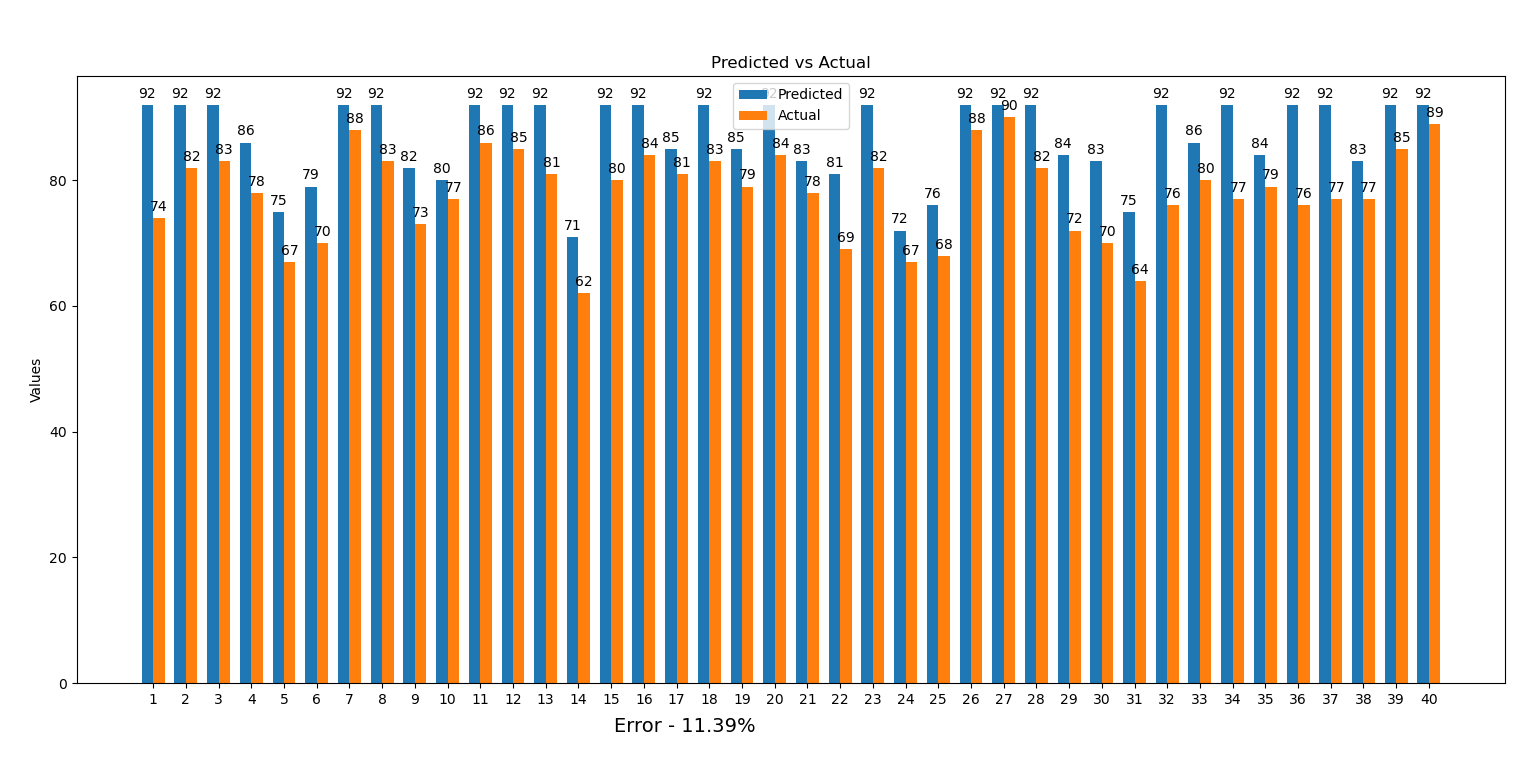 Predicted vs Actual
Predicted
Actual
Values
80
60
40
20
0
92 92 92 86 75 79 92 92 82 80 92 92 92 71 92 92 85 92 85 92 83 81 92 72 76 92 92 92 84 83 75 92 86 92 84 92 92 83 92 92
74 82 83 78 67 70 88 83 73 77 86 85 81 62 80 84 81 83 79 84 78 69 82 67 68 88 90 82 72 70 64 76 80 77 79 76 77 77 85 89
1 2 3 4 5 6 7 8 9 10 11 12 13 14 15 16 17 18 19 20 21 22 23 24 25 26 27 28 29 30 31 32 33 34 35 36 37 38 39 40
Error - 11.39%